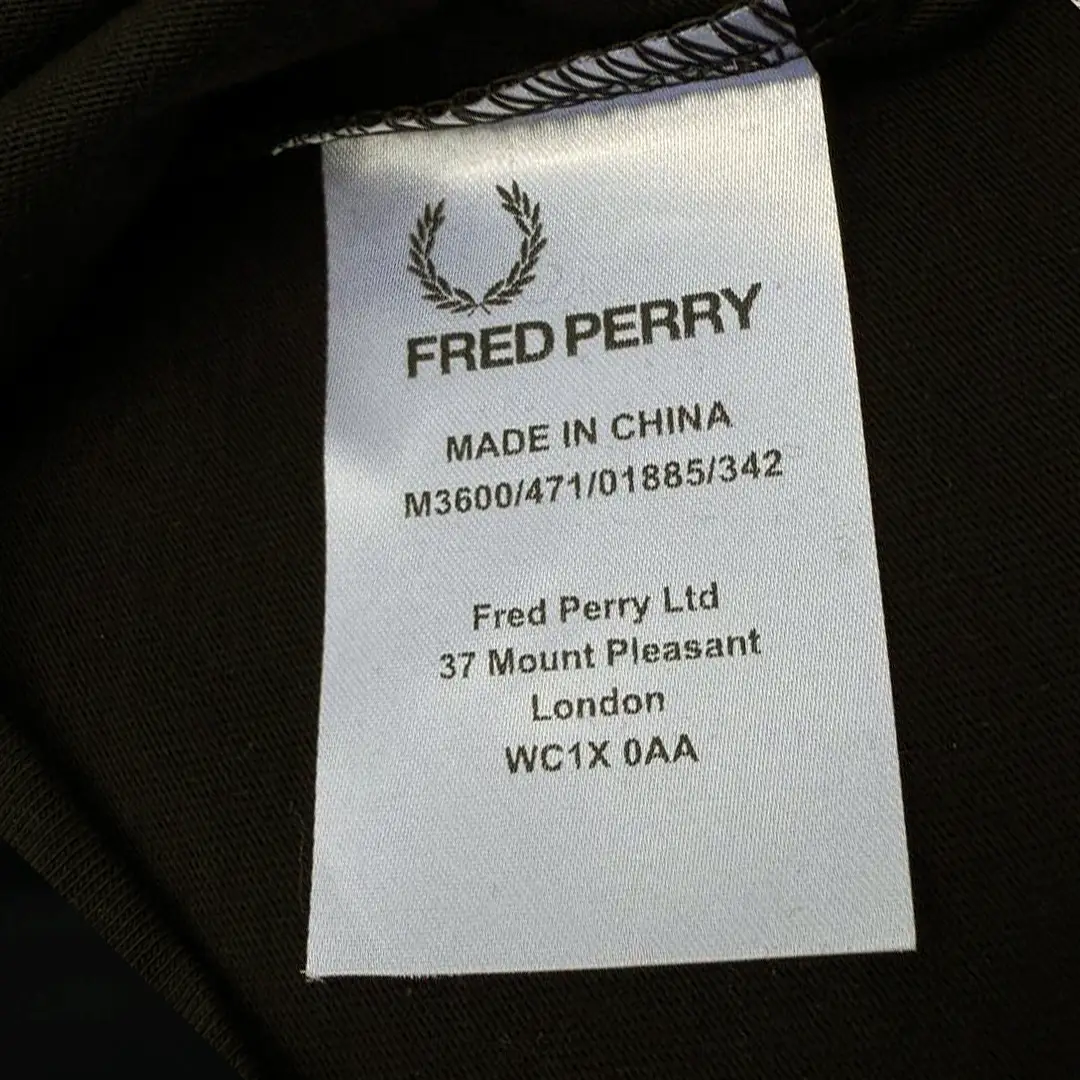 FRED PERRY
MADE IN CHINA
M3600/471/01885/342
Fred Perry Ltd
37 Mount Pleasant
London
WC1X 0AA